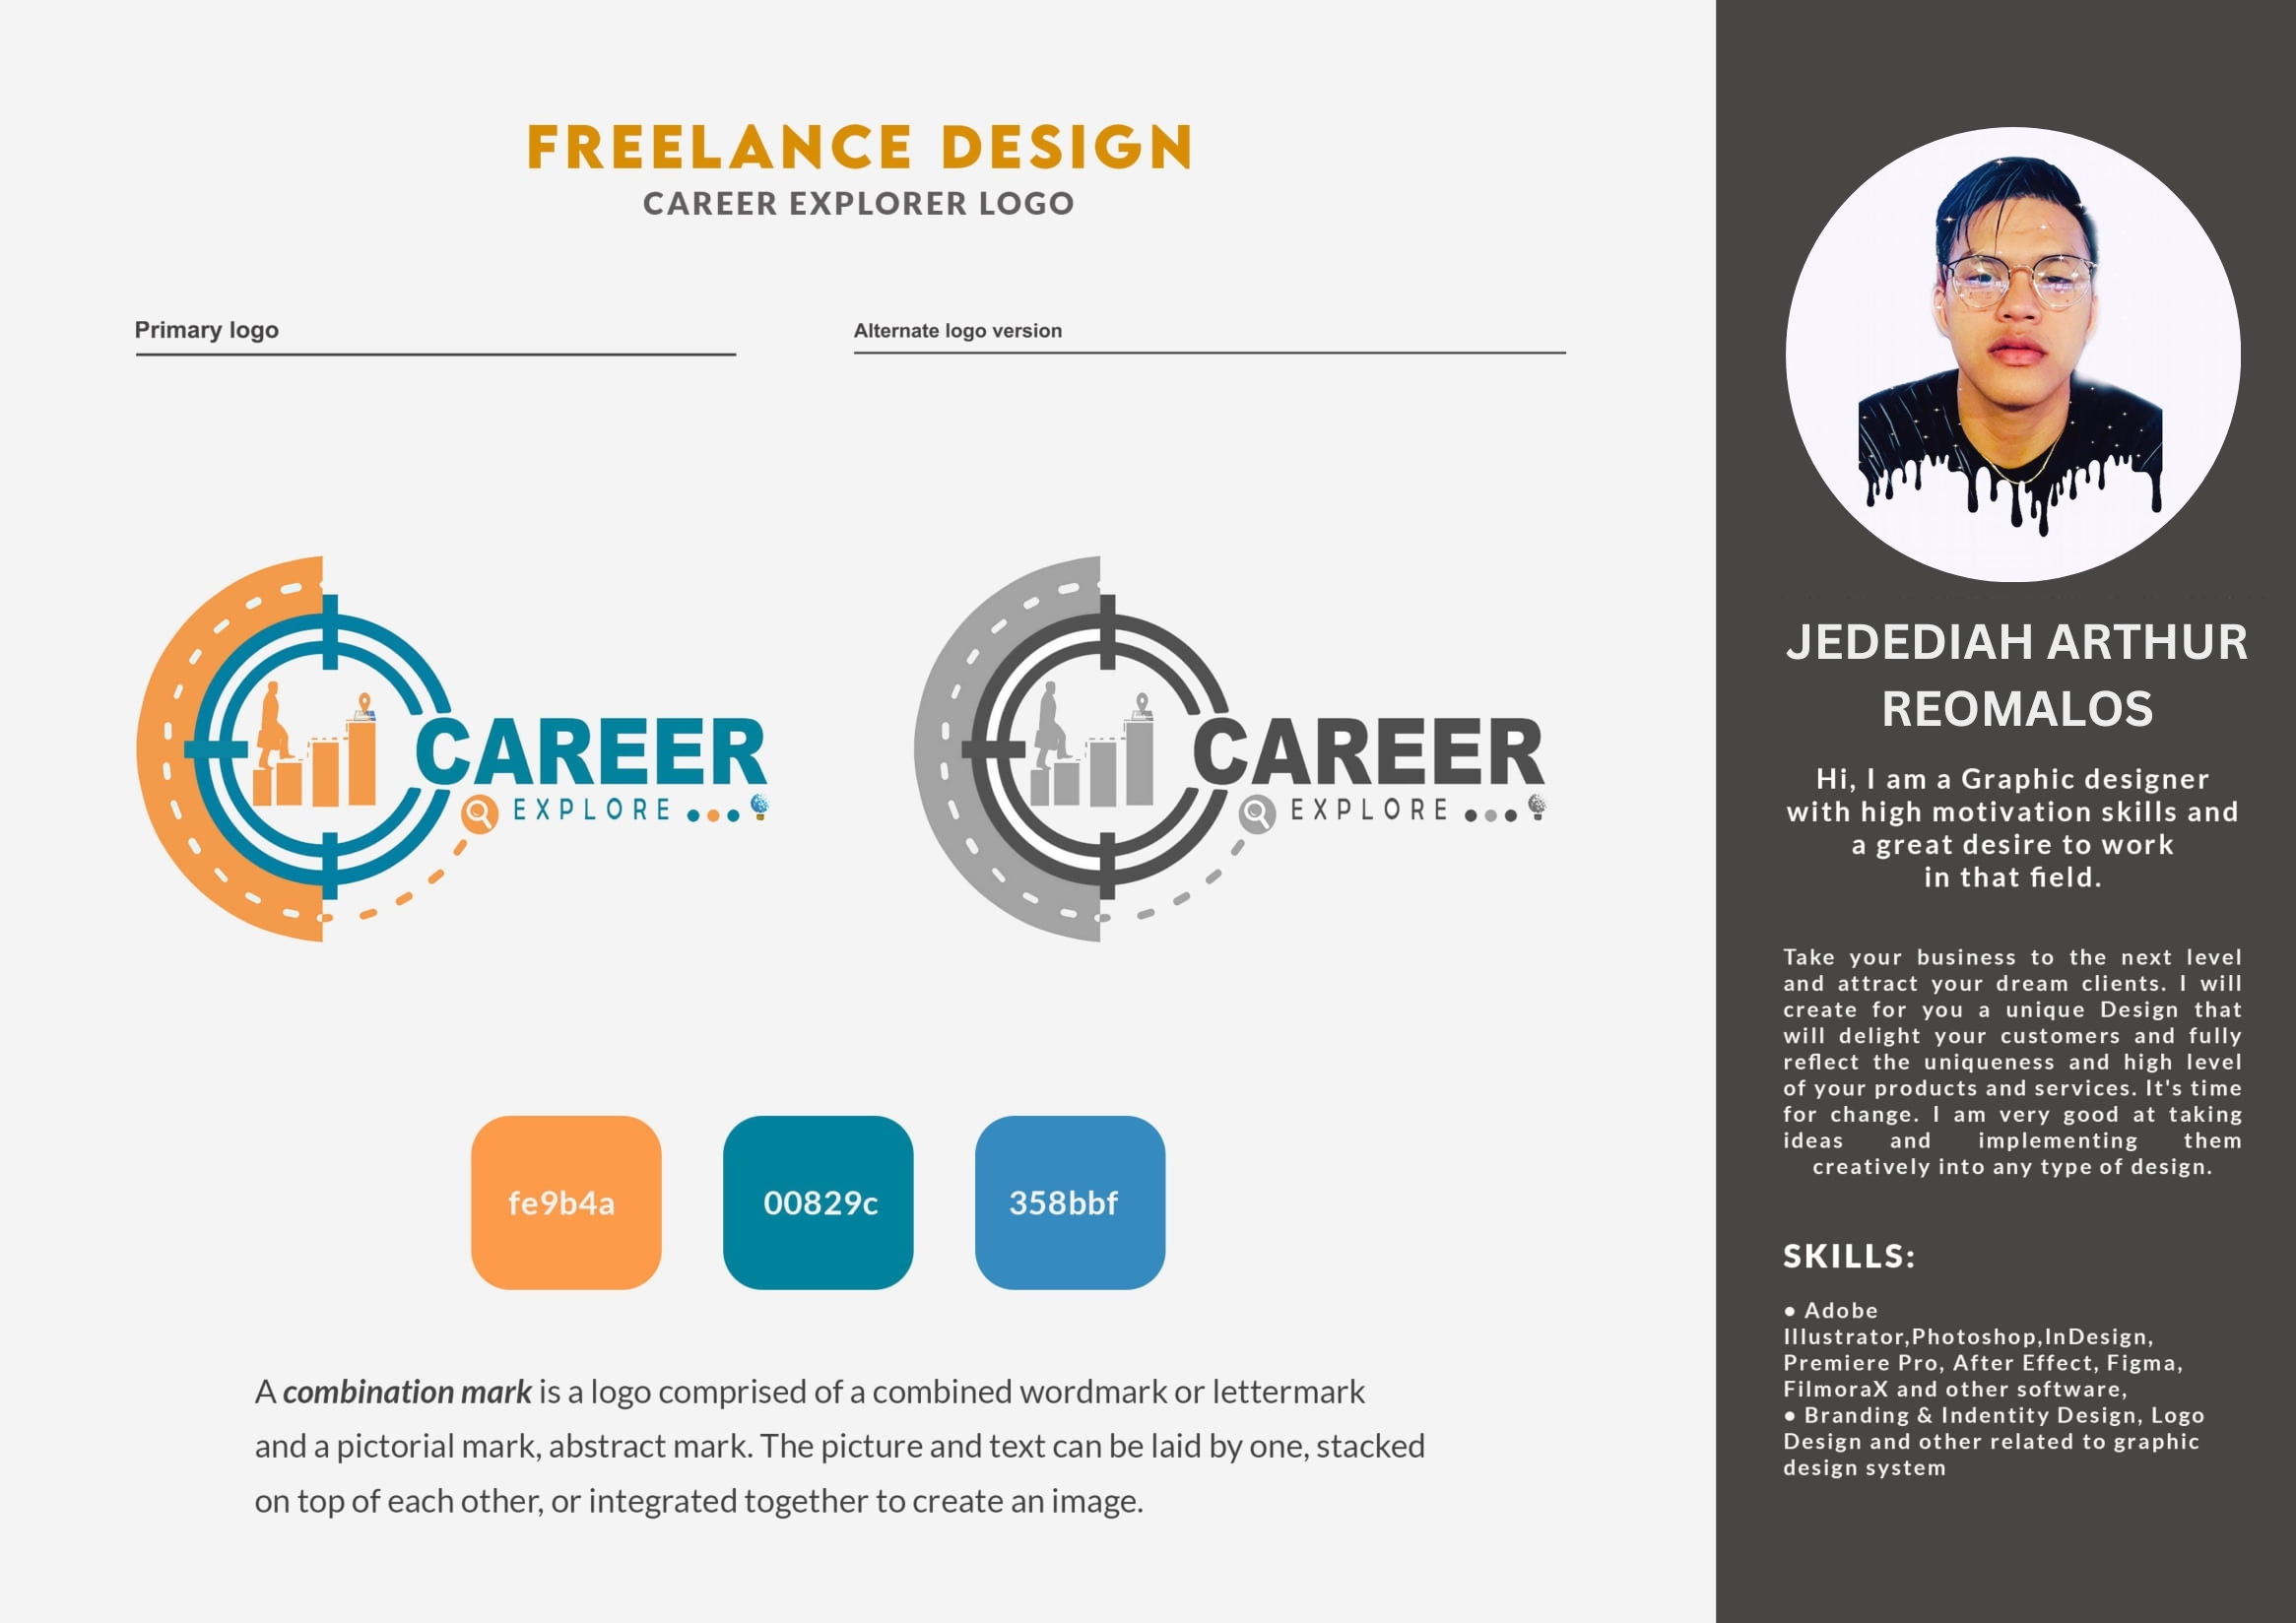 FREELANCE DESIGN
CAREER EXPLORER LOGO
Primary logo
Alternate logo version
CAREER
EXPLORE
CAREER
EXPLORE
fe9b4a
00829c
358bbf
A combination mark is a logo comprised of a combined wordmark or lettermark
and a pictorial mark, abstract mark. The picture and text can be laid by one, stacked
on top of each other, or integrated together to create an image.
JEDEDIAH ARTHUR
REOMALOS
Hi, I am a Graphic designer
with high motivation skills and
a great desire to work
in that field.
Take your business to the next level
and attract your dream clients. I will
create for you a unique Design that
will delight your customers and fully
reflect the uniqueness and high level
of your products and services. It's time
for change. I am very good at taking
ideas and implementing them
creatively into any type of design.
SKILLS:
● Adobe
Illustrator,Photoshop,InDesign,
Premiere Pro, After Effect, Figma,
FilmoraX and other software,
● Branding & Indentity Design, Logo
Design and other related to graphic
design system